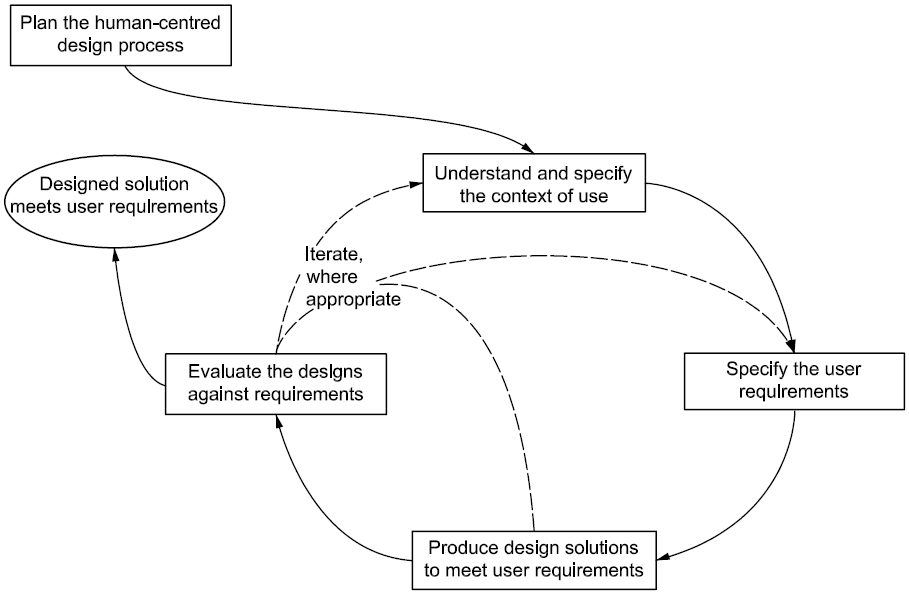 Plan the human-centred
design process
Understand and specify
the context of use
Designed solution
meets user requirements
Iterate,
where
appropriate
Evaluate the designs
against requirements
Specify the user
requirements
Produce design solutions
to meet user requirements